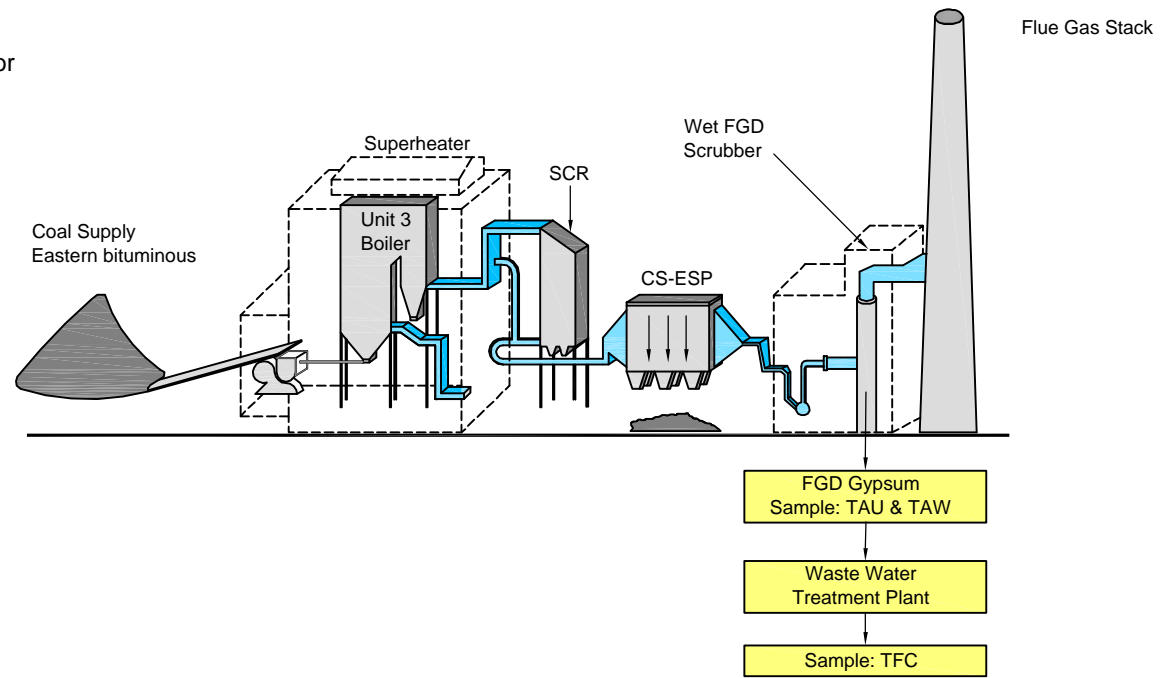 Flue Gas Stack
or
Wet FGD
Scrubber
Superheater
SCR
Unit 3
Boiler
Coal Supply
Eastern bituminous
CS-ESP
FGD Gypsum
Sample: TAU & TAW
Waste Water
Treatment Plant
Sample: TFC